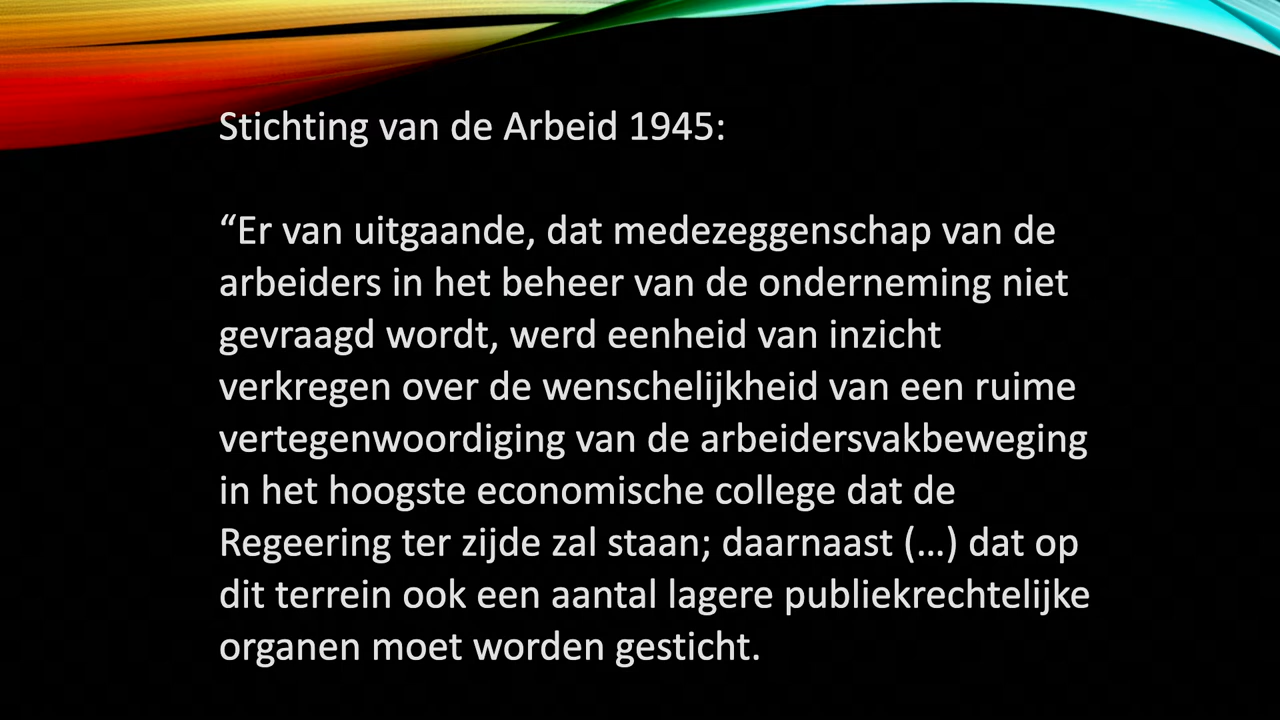 Stichting van de Arbeid 1945:
“Er van uitgaande, dat medezeggenschap van de
arbeiders in het beheer van de onderneming niet
gevraagd wordt, werd eenheid van inzicht
verkregen over de wenschelijkheid van een ruime
vertegenwoordiging van de arbeidersvakbeweging
in het hoogste economische college dat de
Regeering ter zijde zal staan; daarnaast (…) dat op
dit terrein ook een aantal lagere publiekrechtelijke
organen moet worden gesticht.